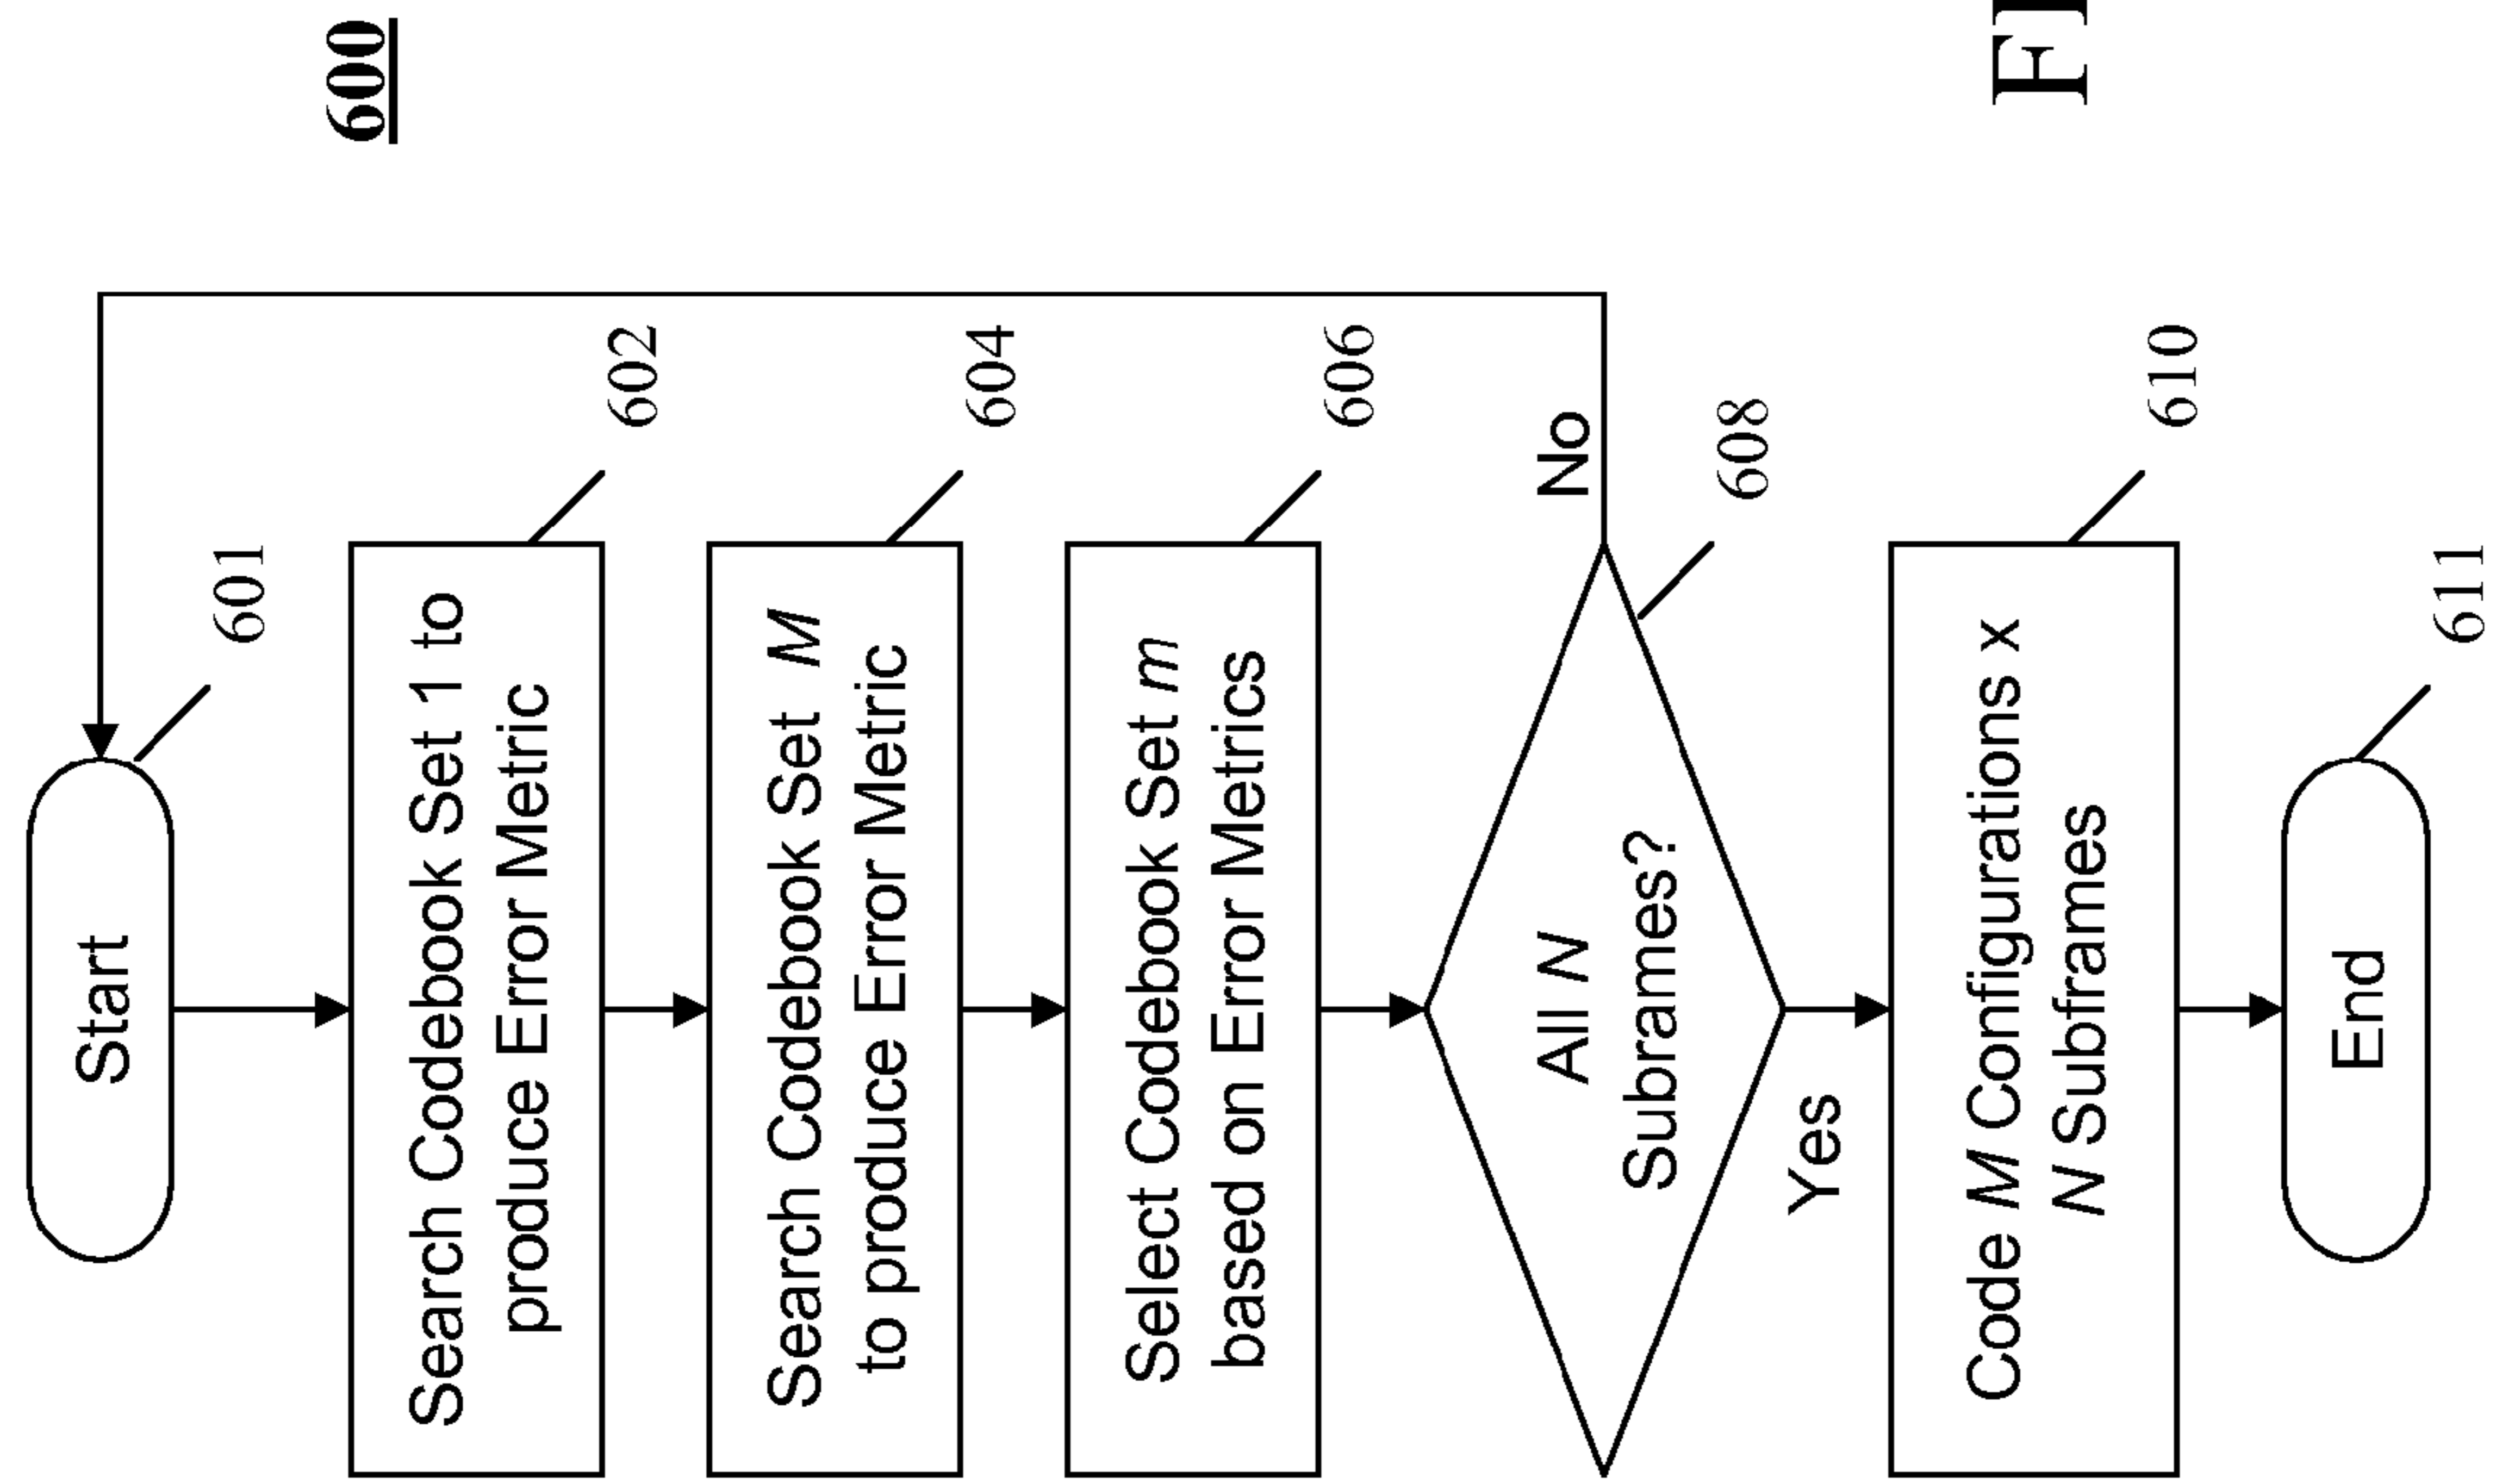 600
Start
601
Search Codebook Set 1 to
produce Error Metric
602
Search Codebook Set M
to produce Error Metric
604
Select Codebook Set m
based on Error Metrics
606
All N
Subrames?
608
No
Yes
Code M Configurations x
N Subframes
610
End
611